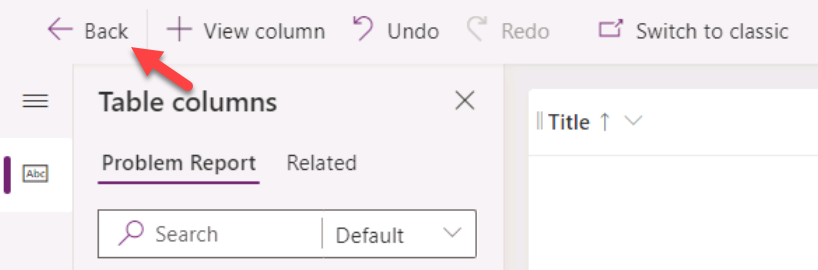 Back View column Undo Redo Switch to classic
Table columns
Title
Problem Report Related
Abc
Search Default